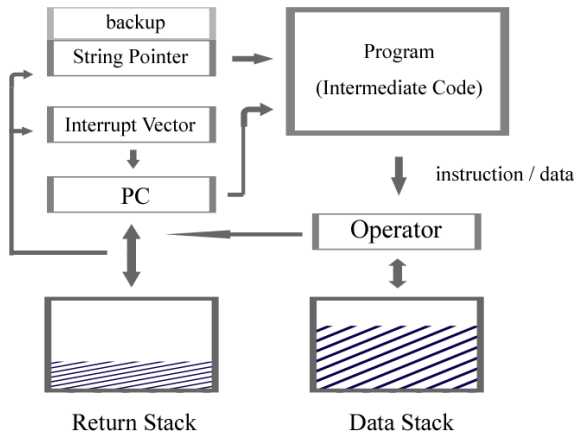 backup
String Pointer
Interrupt Vector
PC
Program
(Intermediate Code)
instruction / data
Operator
Return Stack
Data Stack